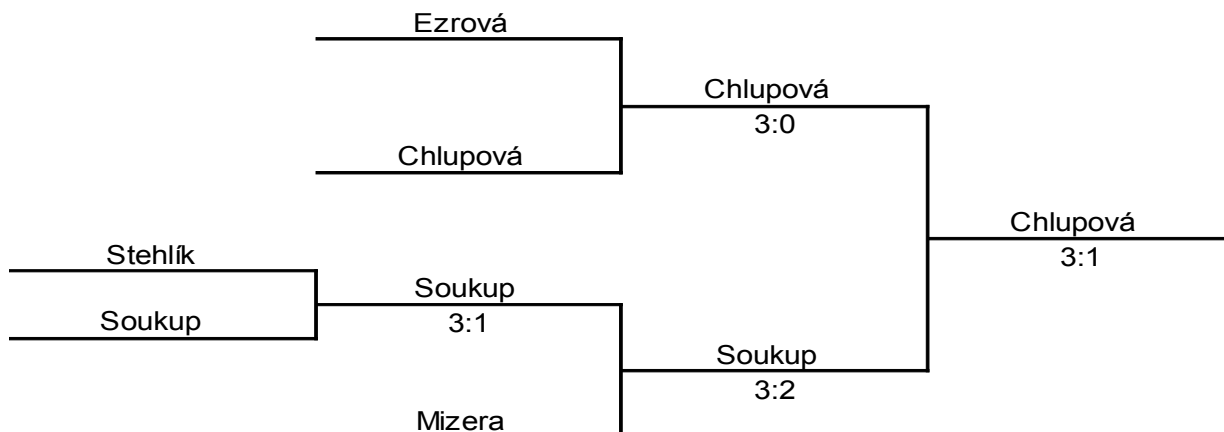 Ezrová
Chlupová
3:0
Chlupová
Chlupová
3:1
Stehlík
Soukup
3:1
Soukup
Soukup
3:2
Mizera